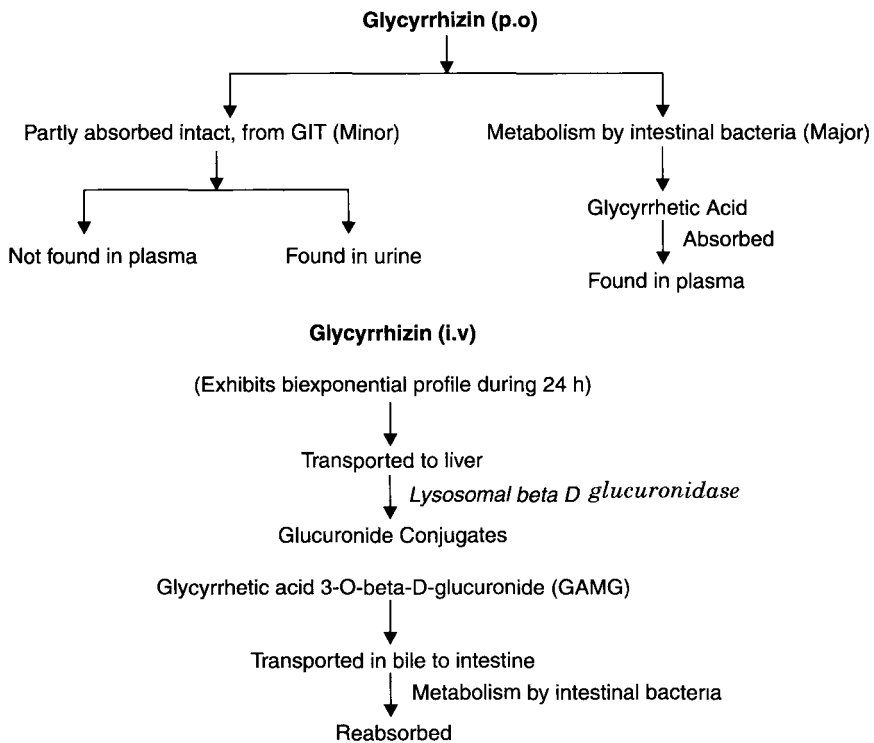 Glycyrrhizin (p.o)
Partly absorbed intact, from GIT (Minor)
Metabolism by intestinal bacteria (Major)
Glycyrrhetic Acid
Absorbed
Not found in plasma
Found in urine
Found in plasma
Glycyrrhizin (i.v)
(Exhibits biexponential profile during 24 h)
Transported to liver
Lysosomal beta D glucuronidase
Glucuronide Conjugates
Glycyrrhetic acid 3-O-beta-D-glucuronide (GAMG)
Transported in bile to intestine
Metabolism by intestinal bacteria
Reabsorbed